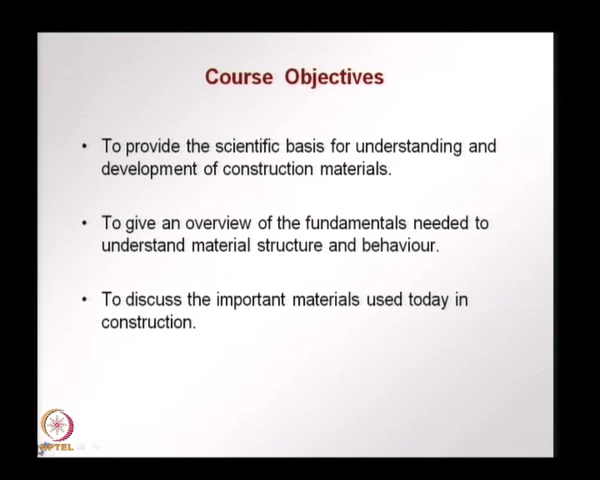 Course Objectives
• To provide the scientific basis for understanding and
development of construction materials.
• To give an overview of the fundamentals needed to
understand material structure and behaviour.
• To discuss the important materials used today in
construction.
NPTEL